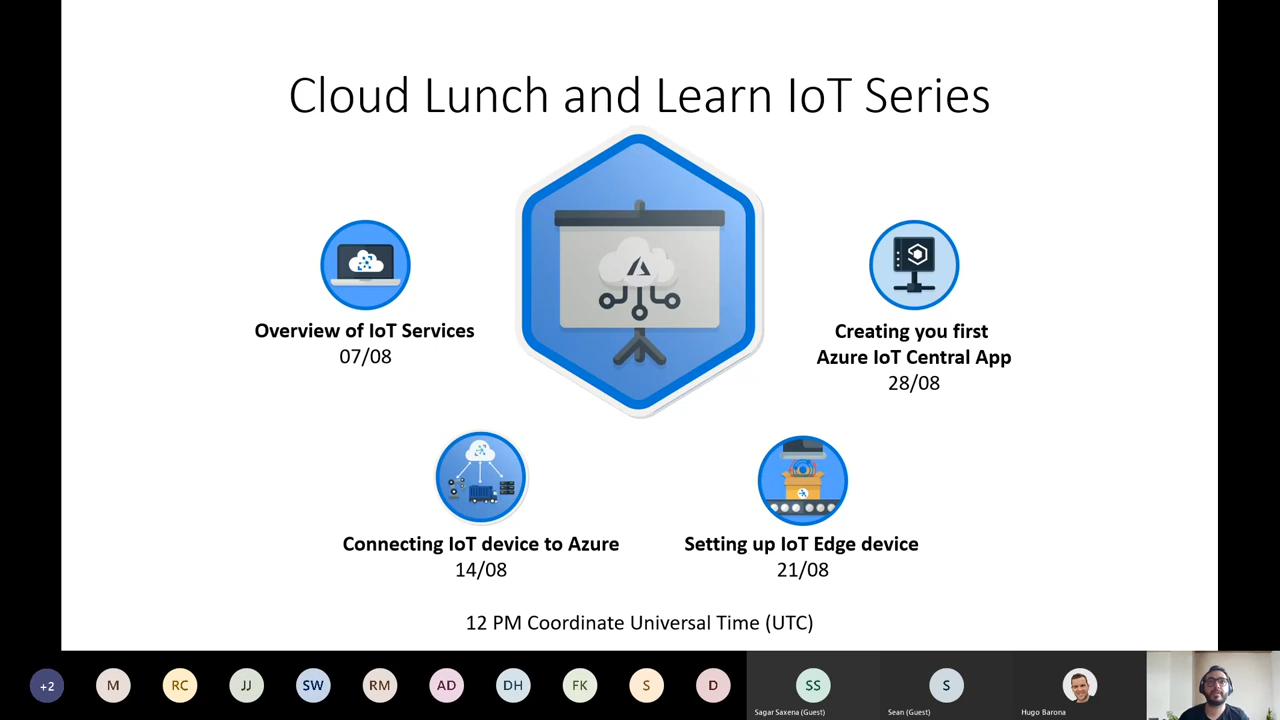 Cloud Lunch and Learn IoT Series
Overview of IoT Services
07/08
Creating you first
Azure IoT Central App
28/08
Connecting IoT device to Azure
14/08
Setting up IoT Edge device
21/08
12 PM Coordinate Universal Time (UTC)
+2
M
RC
JJ
SW
RM
AD
DH
FK
S
D
SS
S
Sagar Saxena (Guest)
Sean (Guest)
Hugo Barona